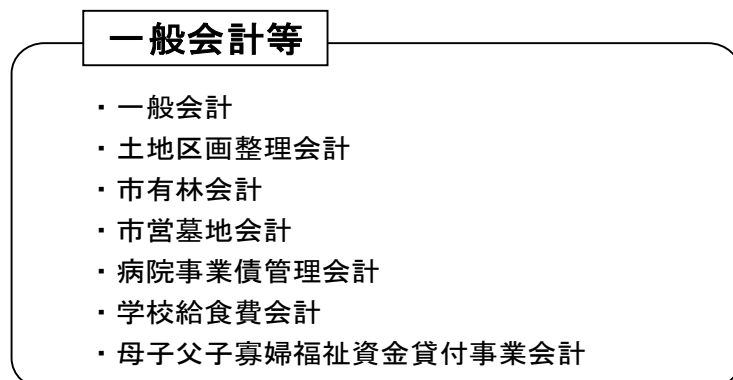 一般会計等
・一般会計
・土地区画整理会計
・市有林会計
・市営墓地会計
・病院事業債管理会計
・学校給食費会計
・母子父子寡婦福祉資金貸付事業会計